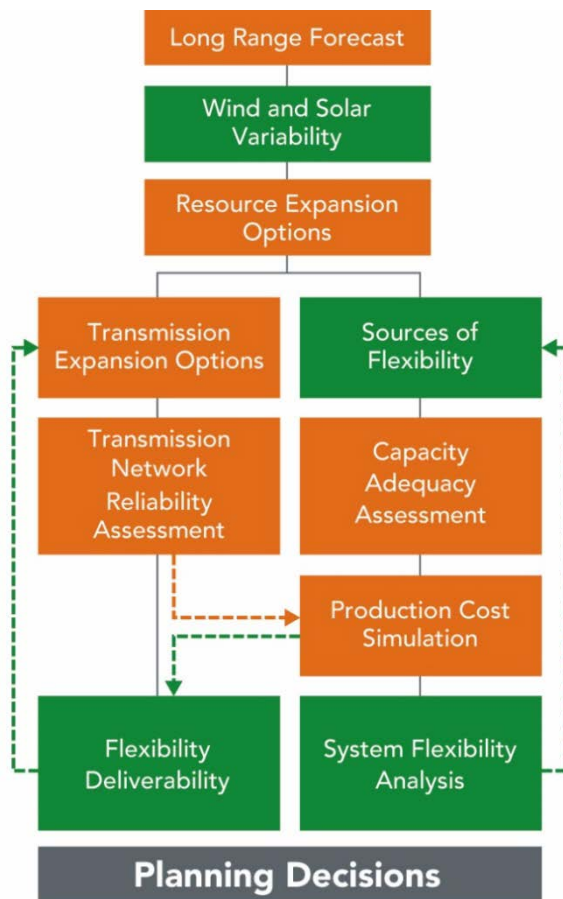 Long Range Forecast
Wind and Solar
Variability
Resource Expansion
Options
Transmission
Expansion Options
Sources of
Flexibility
Transmission
Network
Reliability
Assessment
Capacity
Adequacy
Assessment
Production Cost
Simulation
Flexibility
Deliverability
System Flexibility
Analysis
Planning Decisions